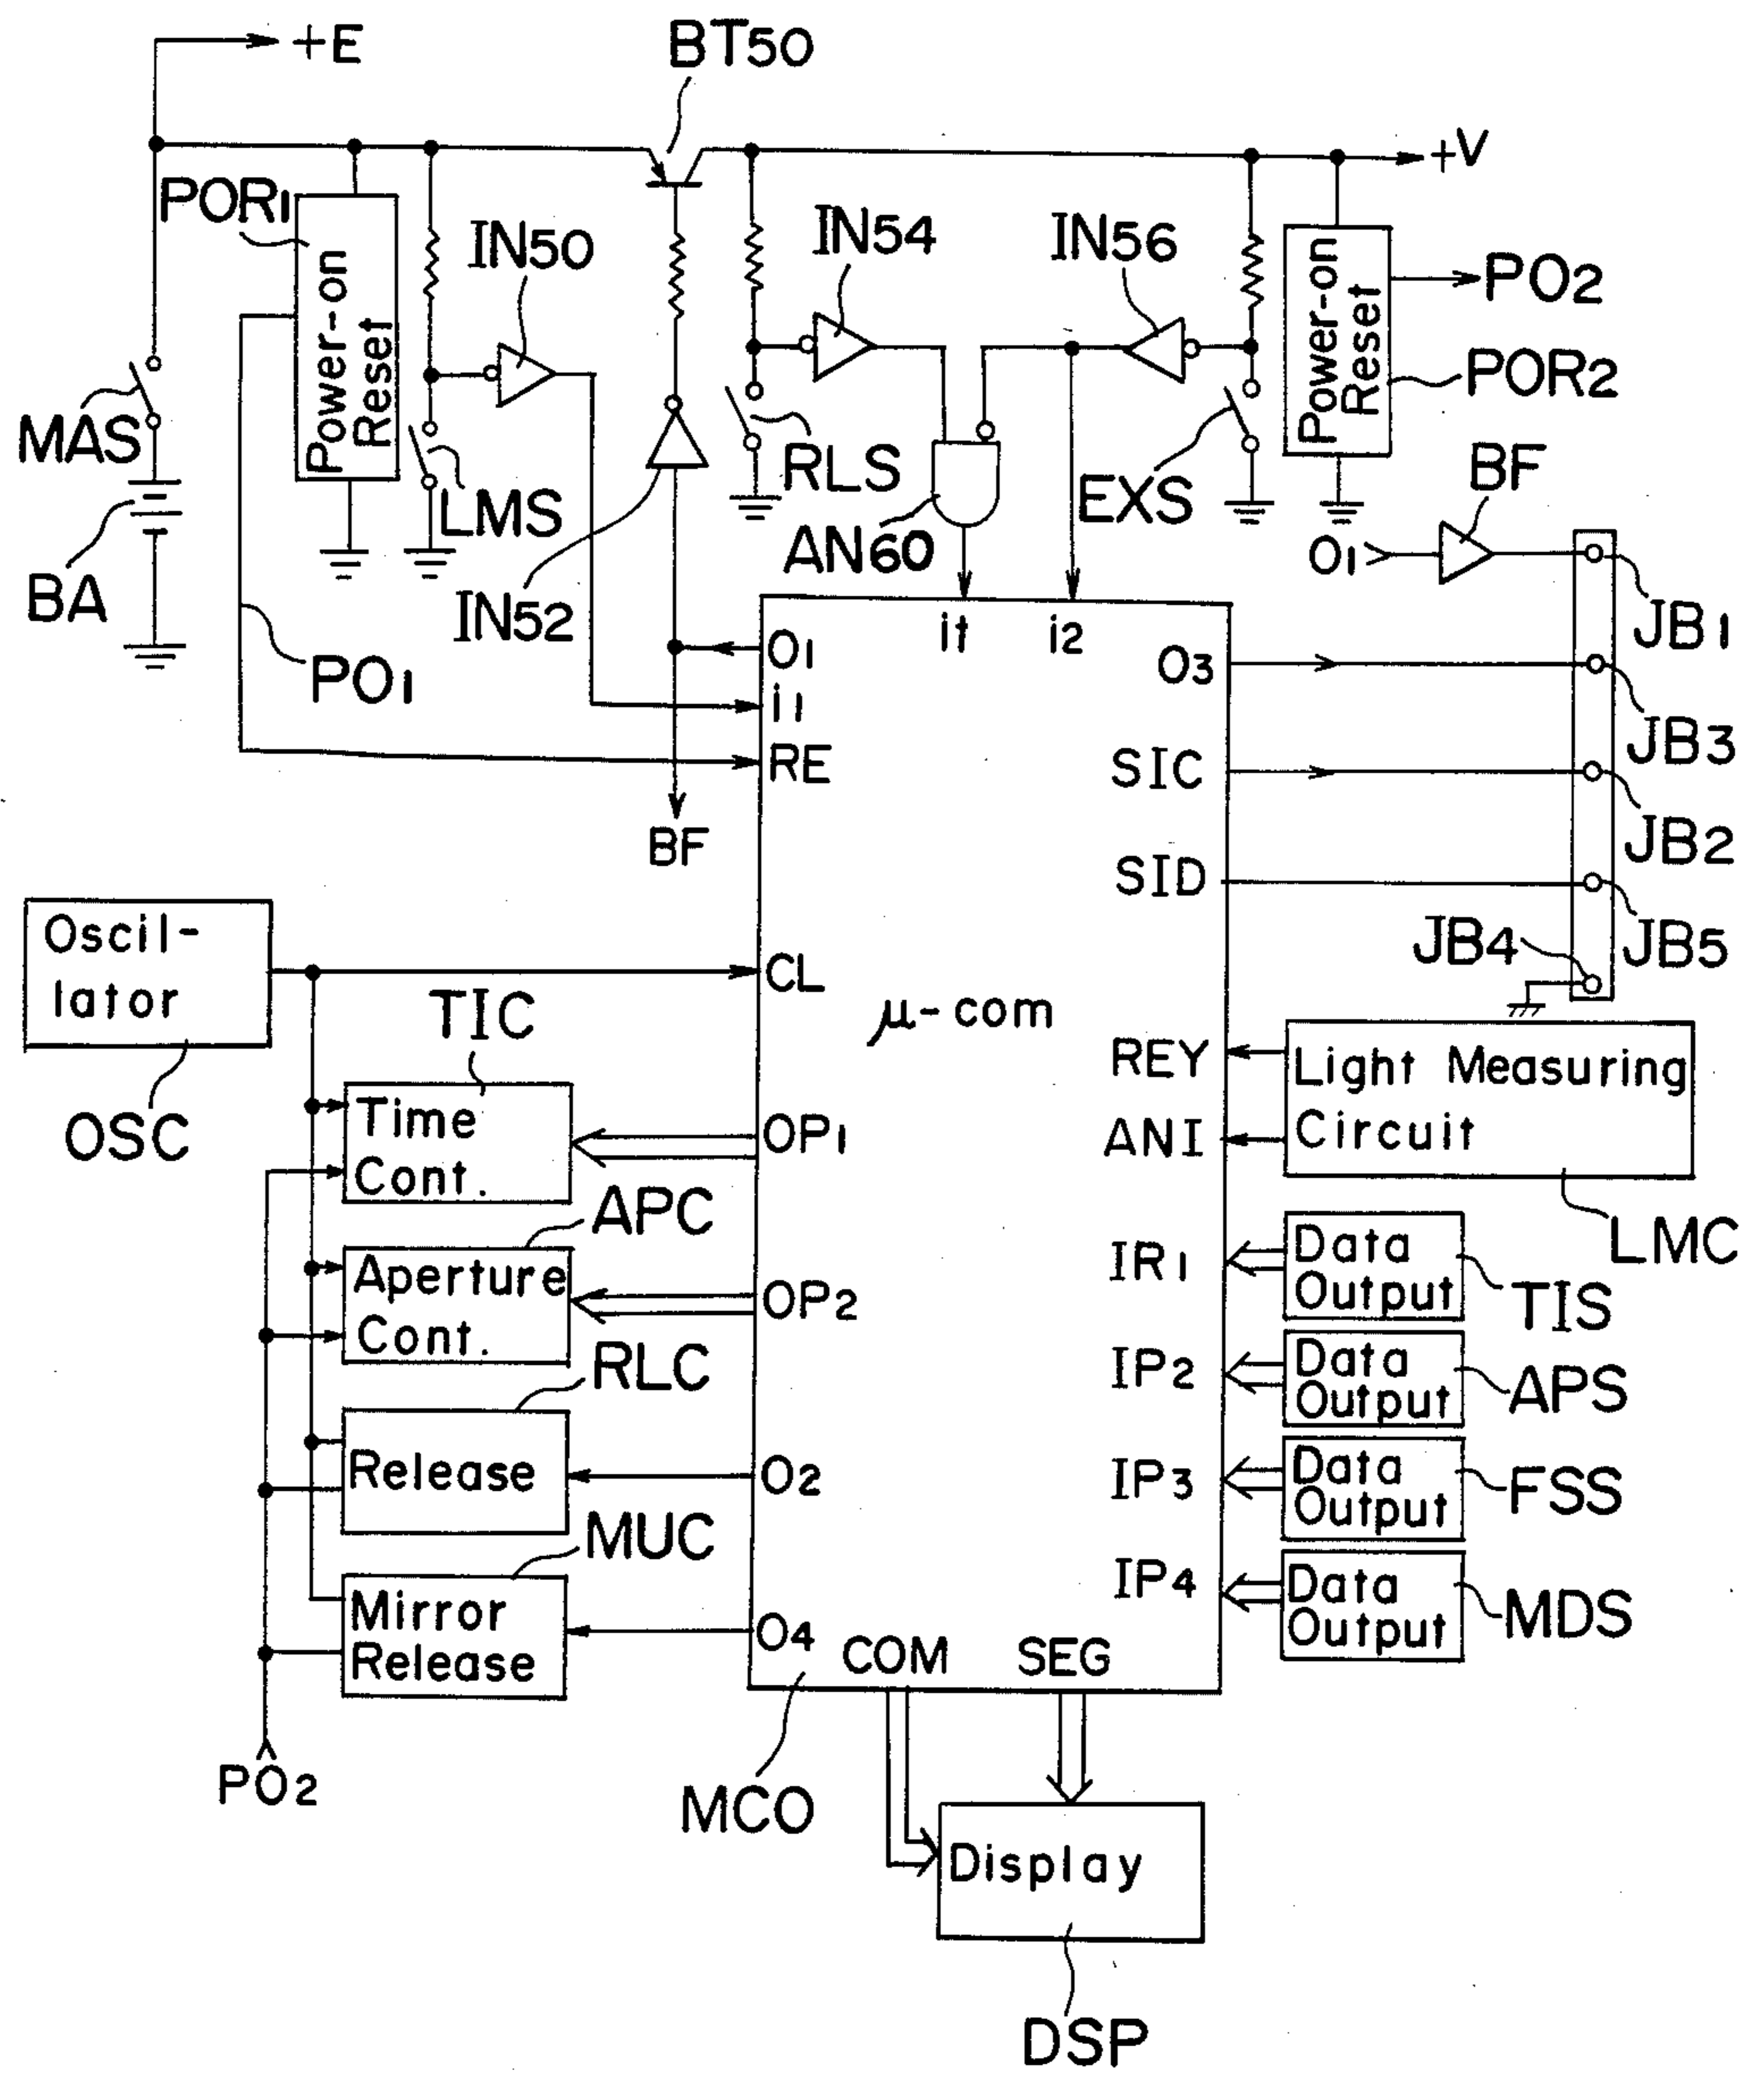 +E
BT50
+V
POR1
Power-on
Reset
IN50
IN54
IN56
Power-on
Reset
PO2
POR2
MAS
BA
LMS
IN52
RLS
AN60
EXS
BF
O1
JB1
PO1
it
i2
O1
i1
RE
O3
JB3
SIC
JB2
BF
SID
JB5
JB4
Oscil-
lator
OSC
CL
μ-com
TIC
Time
Cont.
OP1
REY
ANI
Light Measuring
Circuit
LMC
APC
Aperture
Cont.
OP2
IR1
Data
Output
TIS
IP2
Data
Output
APS
RLC
Release
O2
IP3
Data
Output
FSS
MUC
Mirror
Release
O4
IP4
Data
Output
MDS
COM
SEG
PO2
MCO
Display
DSP